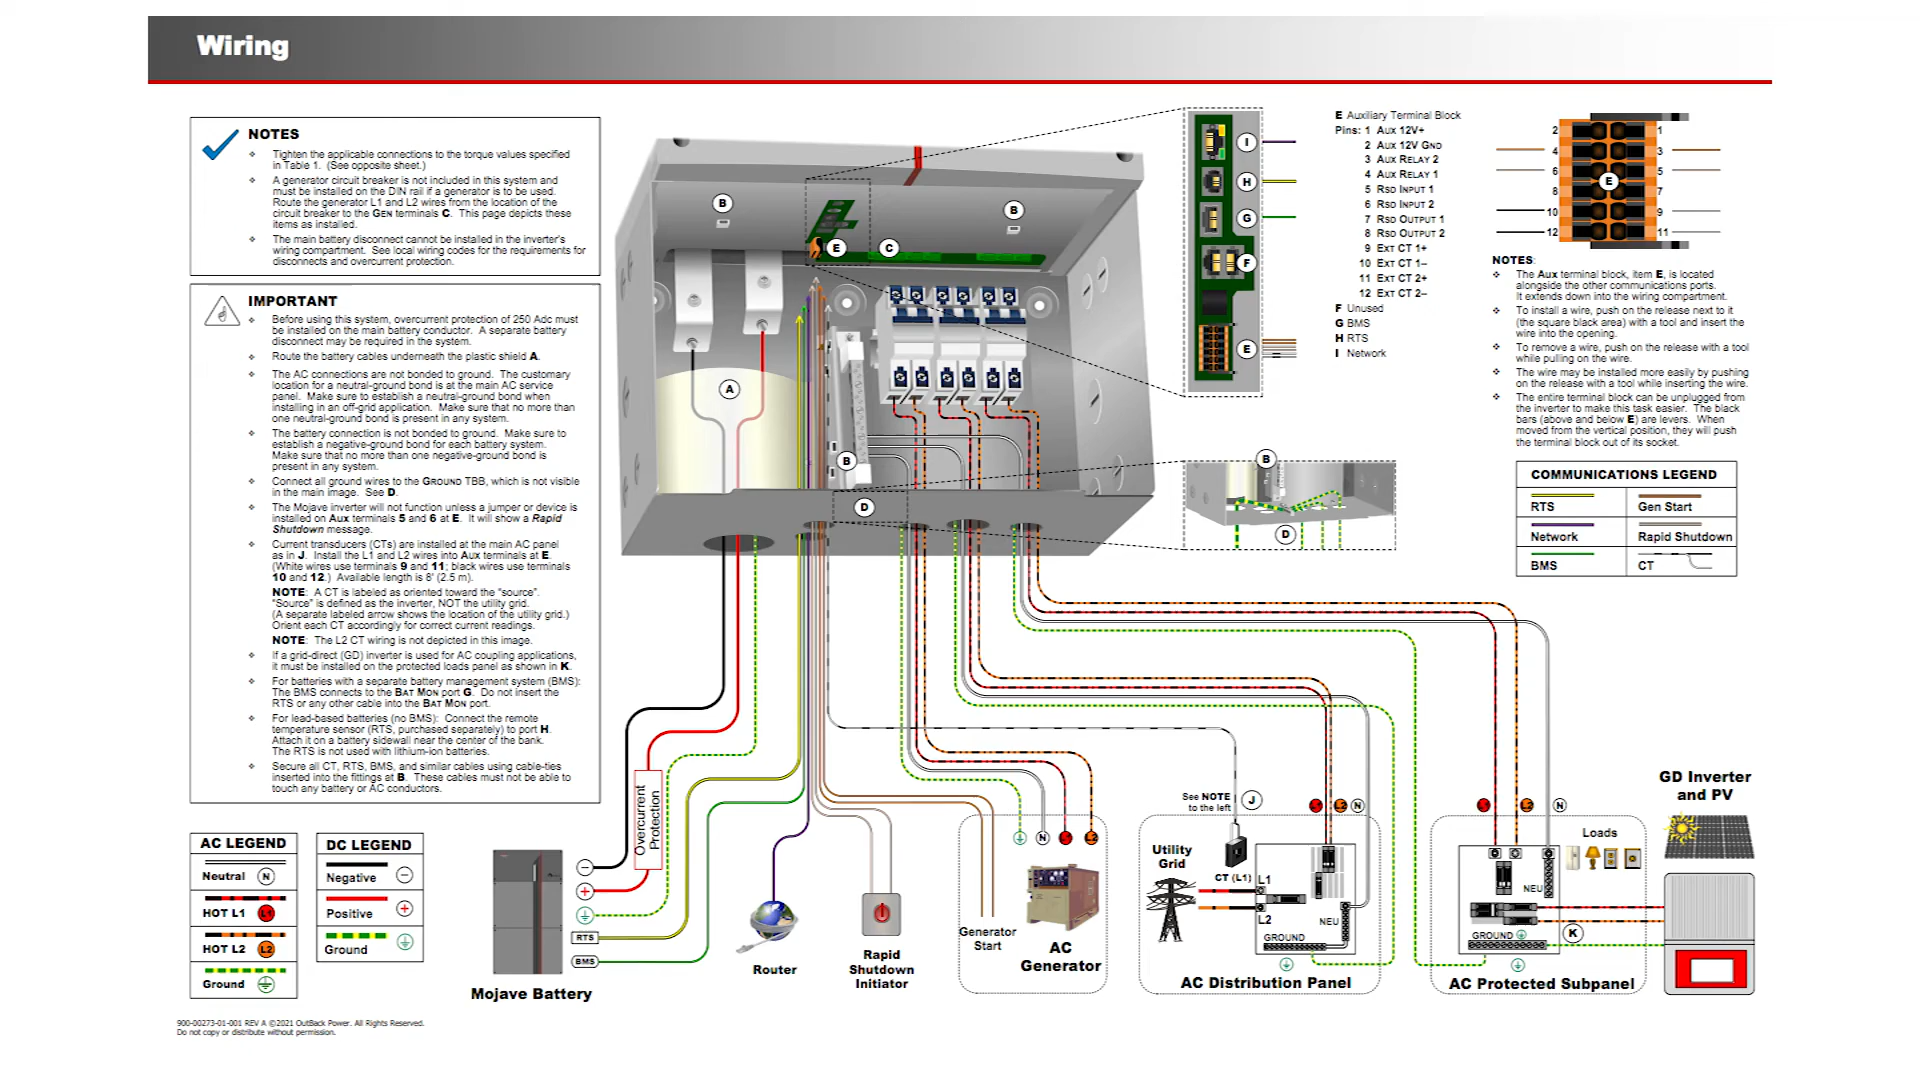 Wiring
NOTES
❖ Tighten the applicable connections to the torque values specified
in Table 1. (See opposite sheet.)
❖ A generator circuit breaker is not included in this system and
must be installed on the DIN rail if a generator is to be used.
Route the generator L1 and L2 wires from the location of the
circuit breaker to the GEN terminals C. This page depicts these
items as installed.
❖ The main battery disconnect cannot be installed in the inverter's
wiring compartment. See local wiring codes for the requirements for
disconnects and overcurrent protection.
IMPORTANT
❖ Before using this system, overcurrent protection of 250 Adc must
be installed on the main battery conductor. A separate battery
disconnect may be required in the system.
❖ Route the battery cables underneath the plastic shield A.
❖ The AC connections are not bonded to ground. The customary
location for a neutral-ground bond is at the main AC service
panel. Make sure to establish a neutral-ground bond when
installing in an off-grid application. Make sure that no more than
one neutral-ground bond is present in any system.
❖ The battery connection is not bonded to ground. Make sure to
establish a negative-ground bond for each battery system.
Make sure that no more than one negative-ground bond is
present in any system.
❖ Connect all ground wires to the GROUND TBB, which is not visible
in the main image. See D.
❖ The Mojave inverter will not function unless a jumper or device is
installed on Aux terminals 5 and 6 at E. It will show a Rapid
Shutdown message.
❖ Current transducers (CTs) are installed at the main AC panel
as in J. Install the L1 and L2 wires into Aux terminals at E.
(White wires use terminals 9 and 11; black wires use terminals
10 and 12.) Available length is 8' (2.5 m).
NOTE: A CT is labeled as oriented toward the "source".
"Source" is defined as the inverter, NOT the utility grid.
(A separate labeled arrow shows the location of the utility grid.)
Orient each CT accordingly for correct current readings.
NOTE: The L2 CT wiring is not depicted in this image.
❖ If a grid-direct (GD) inverter is used for AC coupling applications,
it must be installed on the protected loads panel as shown in K.
❖ For batteries with a separate battery management system (BMS):
The BMS connects to the BAT MON port G. Do not insert the
RTS or any other cable into the BAT MON port.
❖ For lead-based batteries (no BMS): Connect the remote
temperature sensor (RTS, purchased separately) to port H.
Attach it on a battery sidewall near the center of the bank.
The RTS is not used with lithium-ion batteries.
❖ Secure all CT, RTS, BMS, and similar cables using cable-ties
inserted into the fittings at B. These cables must not be able to
touch any battery or AC conductors.
AC LEGEND
Neutral N
HOT L1 L1
HOT L2 L2
Ground
DC LEGEND
Negative −
Positive +
Ground
900-00273-01-001 REV A ©2021 OutBack Power. All Rights Reserved.
Do not copy or distribute without permission.
B
B
E
C
A
B
D
I
H
G
F
E
E Auxiliary Terminal Block
Pins: 1 AUX 12V+
2 AUX 12V GND
3 AUX RELAY 2
4 AUX RELAY 1
5 RSD INPUT 1
6 RSD INPUT 2
7 RSD OUTPUT 1
8 RSD OUTPUT 2
9 EXT CT 1+
10 EXT CT 1–
11 EXT CT 2+
12 EXT CT 2–
F Unused
G BMS
H RTS
I Network
2 1
4 3
6 5
E
8 7
10 9
12 11
NOTES:
❖ The Aux terminal block, item E, is located
alongside the other communications ports.
It extends down into the wiring compartment.
❖ To install a wire, push on the release next to it
(the square black area) with a tool and insert the
wire into the opening.
❖ To remove a wire, push on the release with a tool
while pulling on the wire.
❖ The wire may be installed more easily by pushing
on the release with a tool while inserting the wire.
❖ The entire terminal block can be unplugged from
the inverter to make this task easier. The black
bars (above and below E) are levers. When
moved from the vertical position, they will push
the terminal block out of its socket.
B
D
COMMUNICATIONS LEGEND
RTS Gen Start
Network Rapid Shutdown
BMS CT
Overcurrent
Protection
−
+
RTS
BMS
Mojave Battery
Router
Rapid
Shutdown
Initiator
N L1 L2
Generator
Start
AC
Generator
See NOTE
to the left
J
L1 L2 N
Utility
Grid
CT (L1)
L1
L2
NEU
GROUND
AC Distribution Panel
L1 L2 N
Loads
NEU
GROUND
K
AC Protected Subpanel
GD Inverter
and PV